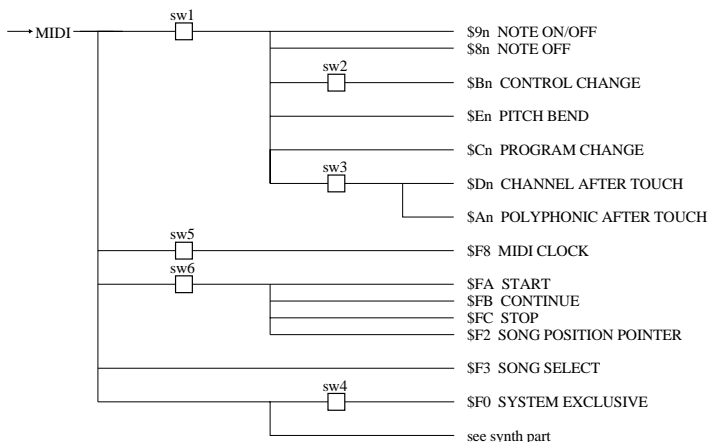 sw1
MIDI
$9n NOTE ON/OFF
$8n NOTE OFF
sw2
$Bn CONTROL CHANGE
$En PITCH BEND
$Cn PROGRAM CHANGE
sw3
$Dn CHANNEL AFTER TOUCH
$An POLYPHONIC AFTER TOUCH
sw5
$F8 MIDI CLOCK
sw6
$FA START
$FB CONTINUE
$FC STOP
$F2 SONG POSITION POINTER
$F3 SONG SELECT
sw4
$F0 SYSTEM EXCLUSIVE
see synth part